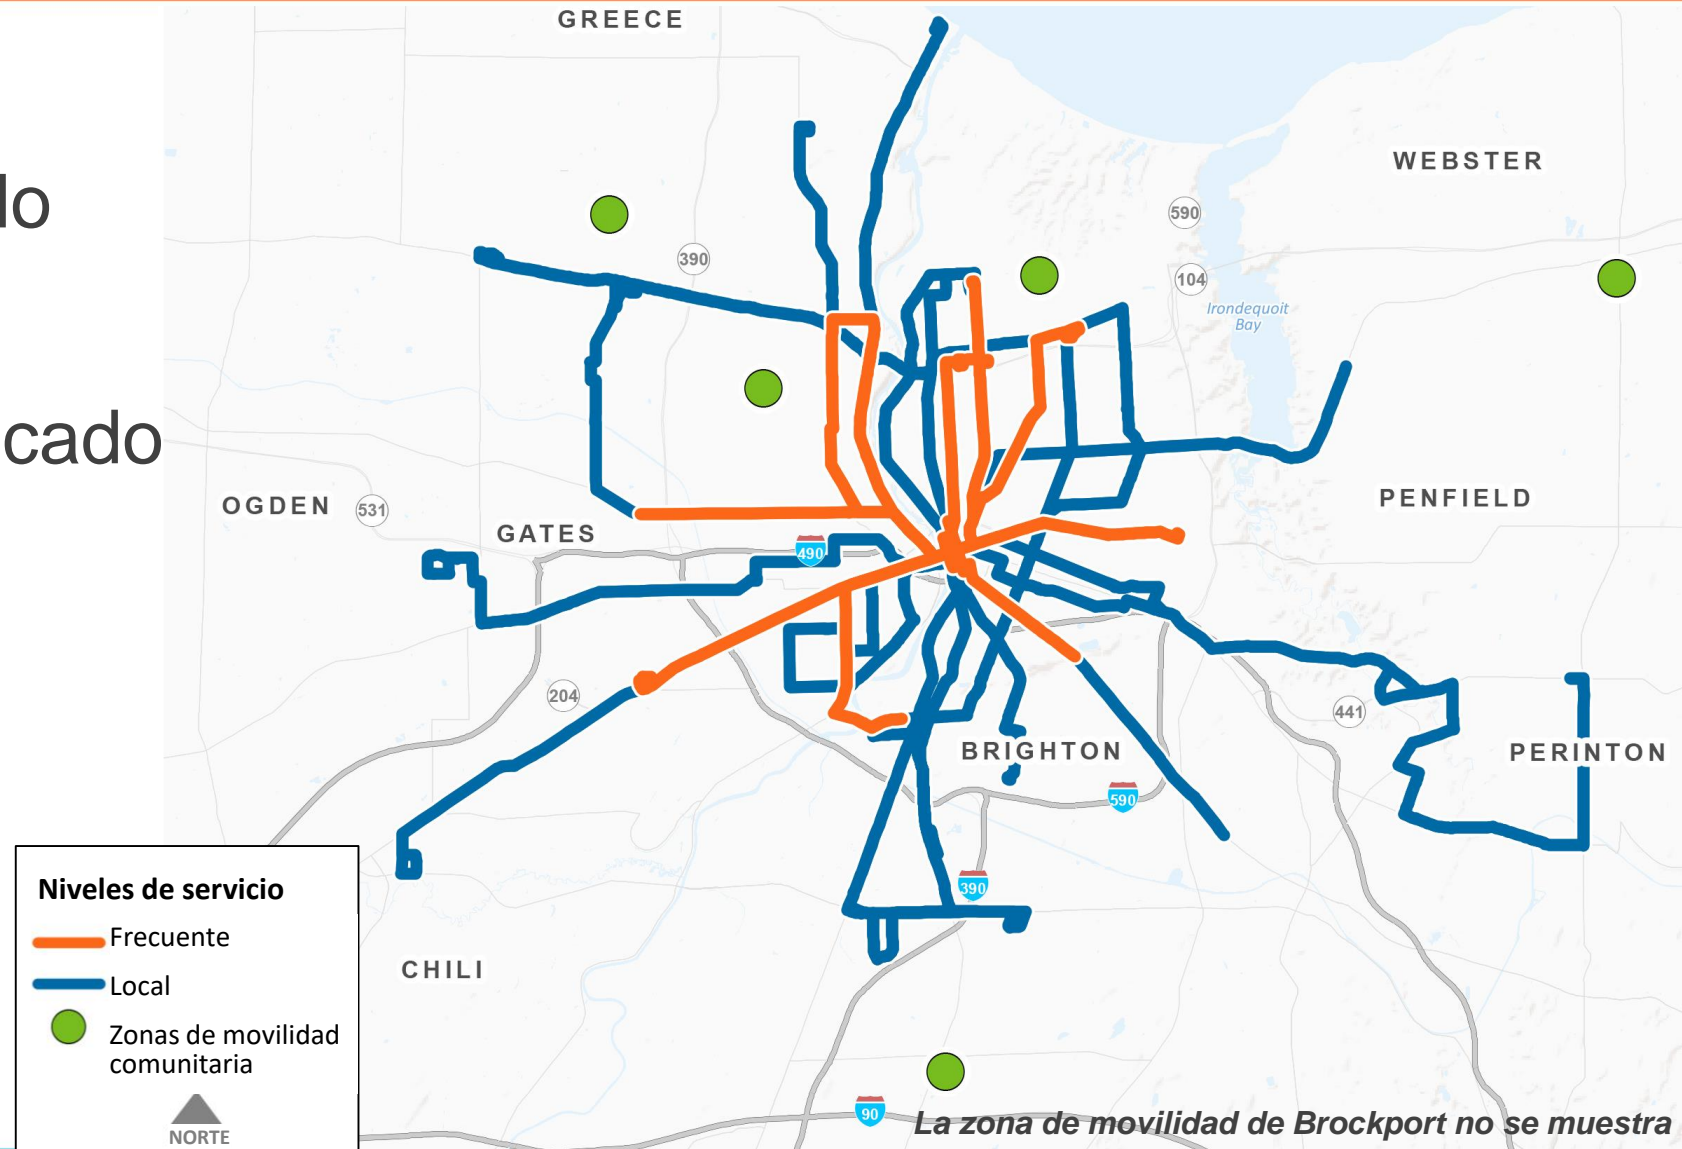 GREECE
WEBSTER
590
390
104
Irondequoit
Bay
cado
PENFIELD
OGDEN
531
GATES
490
204
441
BRIGHTON
PERINTON
590
390
Niveles de servicio
Frecuente
Local
Zonas de movilidad
comunitaria
NORTE
CHILI
90
La zona de movilidad de Brockport no se muestra